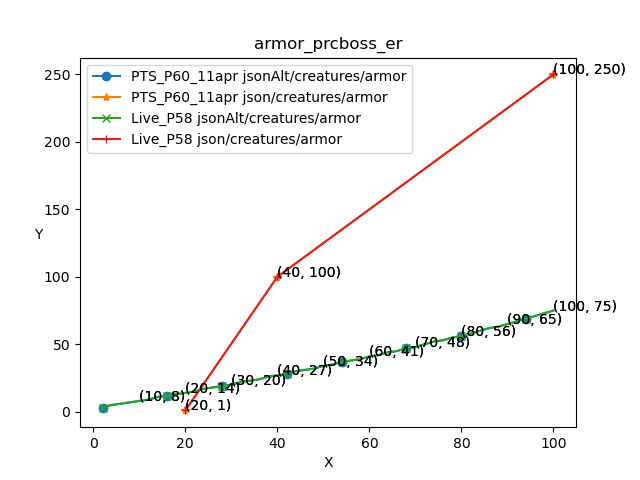 armor_prcboss_er
PTS_P60_11apr jsonAlt/creatures/armor
PTS_P60_11apr json/creatures/armor
Live_P58 jsonAlt/creatures/armor
Live_P58 json/creatures/armor
250
200
150
100
50
0
Y
(100, 250)
(40, 100)
(20, 1)
(10, 8)
(20, 14)
(30, 20)
(40, 27)
(50, 34)
(60, 41)
(70, 48)
(80, 56)
(90, 65)
(100, 75)
0 20 40 60 80 100
X